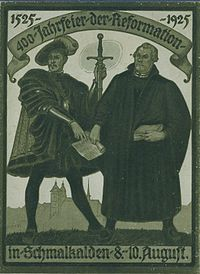 1525- -1925
400-Jahrfeier-der-Reformation-
in-Schmalkalden-8.-10. August.